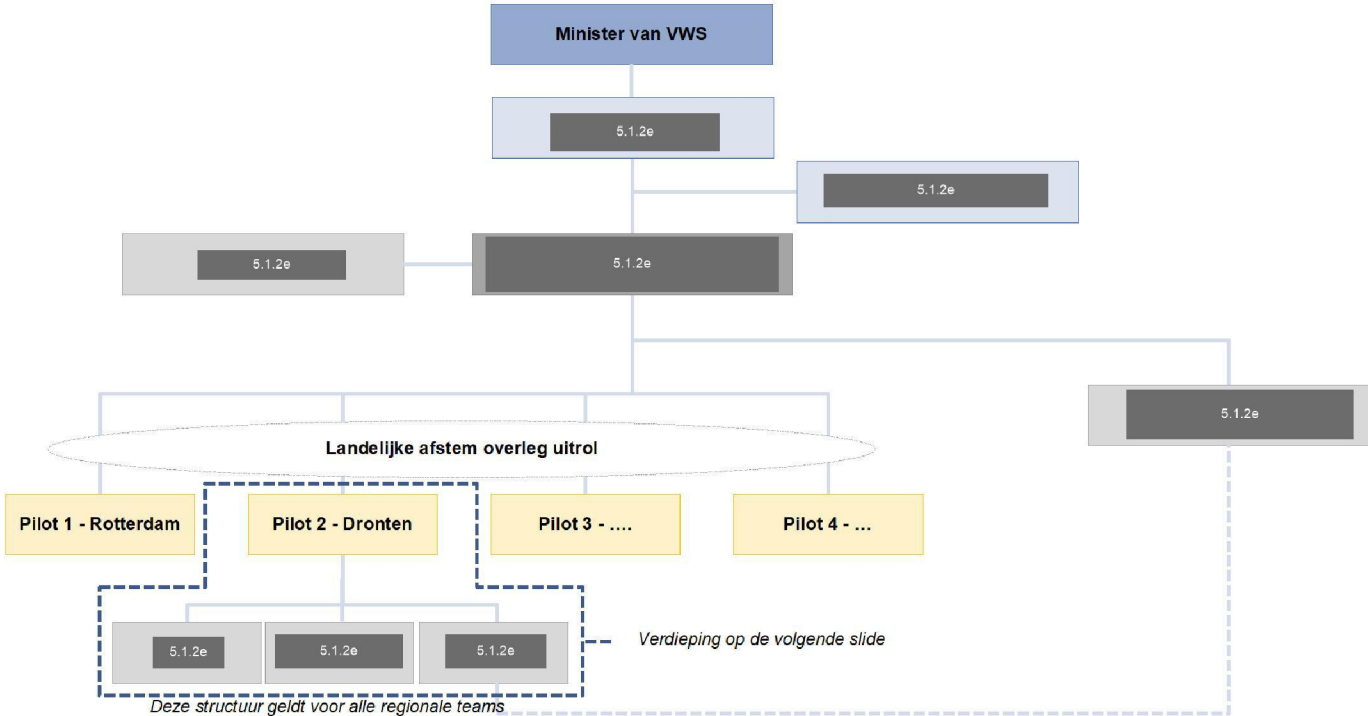 Minister van VWS
5.1.2e
5.1.2e
5.1.2e
5.1.2e
5.1.2e
Landelijke afstem overleg uitrol
Pilot 1 - Rotterdam
Pilot 2 - Dronten
Pilot 3 - ....
Pilot 4 - ...
5.1.2e
5.1.2e
5.1.2e
Verdieping op de volgende slide
Deze structuur geldt voor alle regionale teams